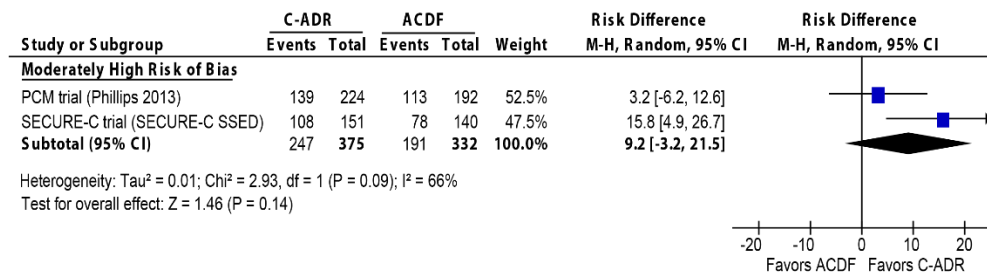 C-ADR ACDF Risk Difference Risk Difference
Study or Subgroup Events Total Events Total Weight M-H, Random, 95% CI M-H, Random, 95% CI
Moderately High Risk of Bias
PCM trial (Phillips 2013) 139 224 113 192 52.5% 3.2 [-6.2, 12.6]
SECURE-C trial (SECURE-C SSED) 108 151 78 140 47.5% 15.8 [4.9, 26.7]
Subtotal (95% CI) 247 375 191 332 100.0% 9.2 [-3.2, 21.5]
Heterogeneity: Tau² = 0.01; Chi² = 2.93, df = 1 (P = 0.09); I² = 66%
Test for overall effect: Z = 1.46 (P = 0.14)
-20 -10 0 10 20
Favors ACDF Favors C-ADR